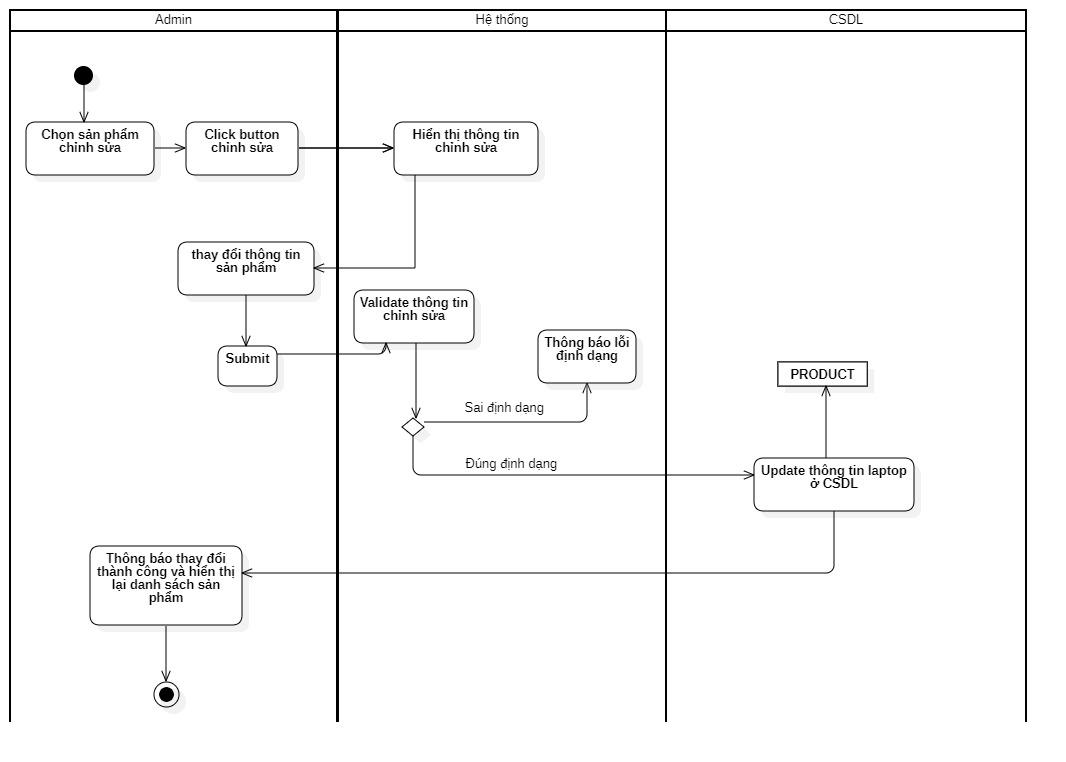 Admin
Hệ thống
CSDL
Chọn sản phẩm
chỉnh sửa
Click button
chỉnh sửa
Hiển thị thông tin
chỉnh sửa
thay đổi thông tin
sản phẩm
Validate thông tin
chỉnh sửa
Submit
Thông báo lỗi
định dạng
PRODUCT
Sai định dạng
Đúng định dạng
Update thông tin laptop
ở CSDL
Thông báo thay đổi
thành công và hiển thị
lại danh sách sản
phẩm